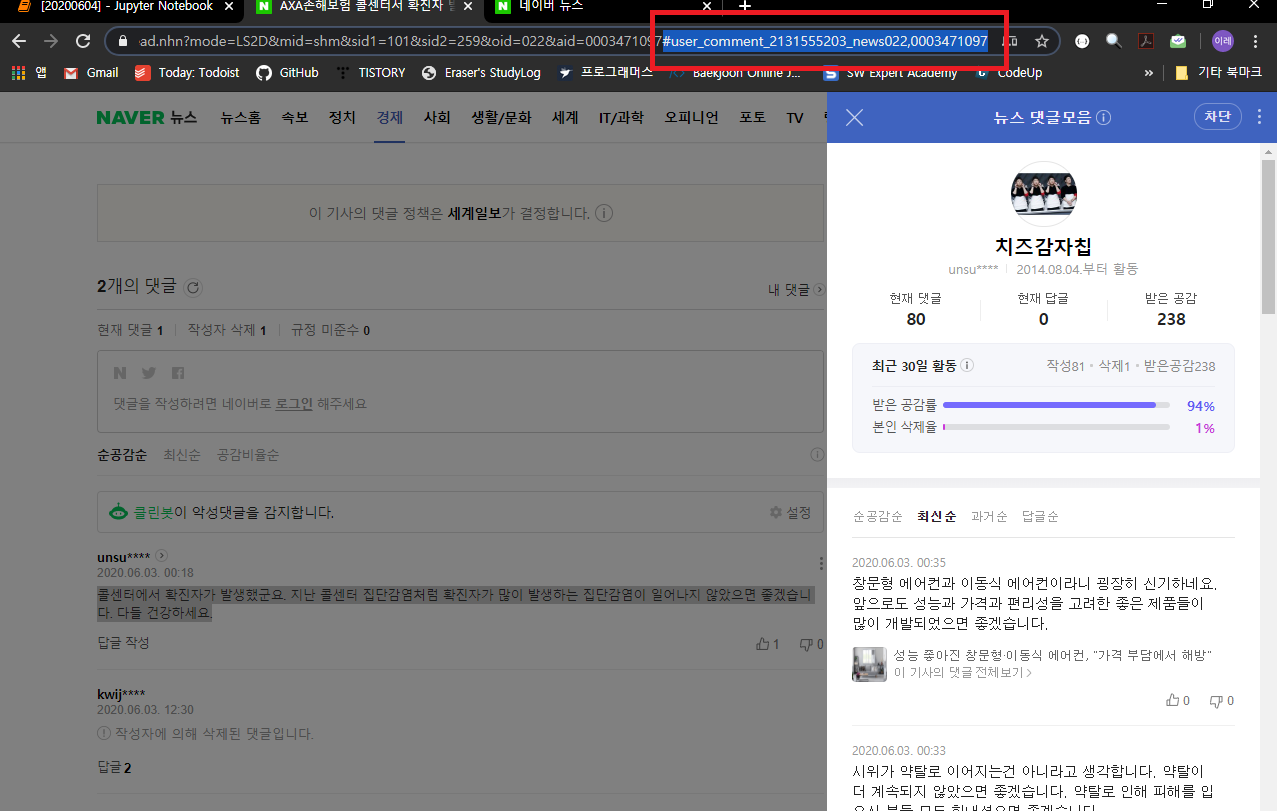 [20200604] - Jupyter Notebook
AXA손해보험 콜센터서 확진자
네이버 뉴스
ad.nhn?mode=LS2D&mid=shm&sid1=101&sid2=259&oid=022&aid=0003471097#user_comment_2131555203_news022,0003471097
이레
앱 Gmail Today: Todoist GitHub TISTORY Eraser's StudyLog 프로그래머스 Baekjoon Online J... SW Expert Academy CodeUp » 기타 북마크
NAVER 뉴스 뉴스홈 속보 정치 경제 사회 생활/문화 세계 IT/과학 오피니언 포토 TV
이 기사의 댓글 정책은 세계일보가 결정합니다.
2개의 댓글
내 댓글
현재 댓글 1 작성자 삭제 1 규정 미준수 0
댓글을 작성하려면 네이버로 로그인 해주세요
순공감순 최신순 공감비율순
클린봇이 악성댓글을 감지합니다.
설정
unsu****
2020.06.03. 00:18
콜센터에서 확진자가 발생했군요. 지난 콜센터 집단감염처럼 확진자가 많이 발생하는 집단감염이 일어나지 않았으면 좋겠습니
다. 다들 건강하세요.
답글 작성
1 0
kwij****
2020.06.03. 12:30
작성자에 의해 삭제된 댓글입니다.
답글 2
뉴스 댓글모음
차단
치즈감자칩
unsu**** 2014.08.04.부터 활동
현재 댓글 현재 답글 받은 공감
80 0 238
최근 30일 활동 작성81 · 삭제1 · 받은공감238
받은 공감률 94%
본인 삭제율 1%
순공감순 최신순 과거순 답글순
2020.06.03. 00:35
창문형 에어컨과 이동식 에어컨이라니 굉장히 신기하네요.
앞으로도 성능과 가격과 편리성을 고려한 좋은 제품들이
많이 개발되었으면 좋겠습니다.
성능 좋아진 창문형·이동식 에어컨, "가격 부담에서 해방"
이 기사의 댓글 전체보기 >
0 0
2020.06.03. 00:33
시위가 약탈로 이어지는건 아니라고 생각합니다. 약탈이
더 계속되지 않았으면 좋겠습니다. 약탈로 인해 피해를 입